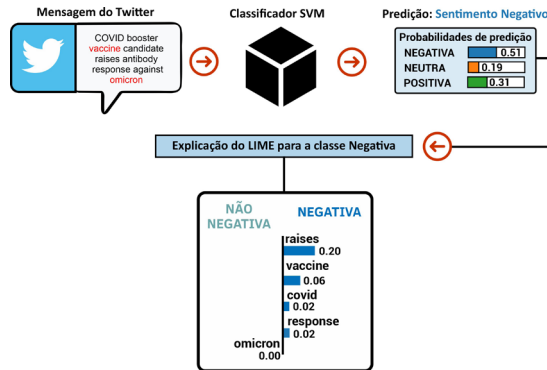 Mensagem do Twitter
COVID booster
vaccine candidate
raises antibody
response against
omicron
Classificador SVM
Predição: Sentimento Negativo
Probabilidades de predição
NEGATIVA 0.51
NEUTRA 0.19
POSITIVA 0.31
Explicação do LIME para a classe Negativa
NÃO
NEGATIVA
NEGATIVA
raises
0.20
vaccine
0.06
covid
0.02
response
0.02
omicron
0.00